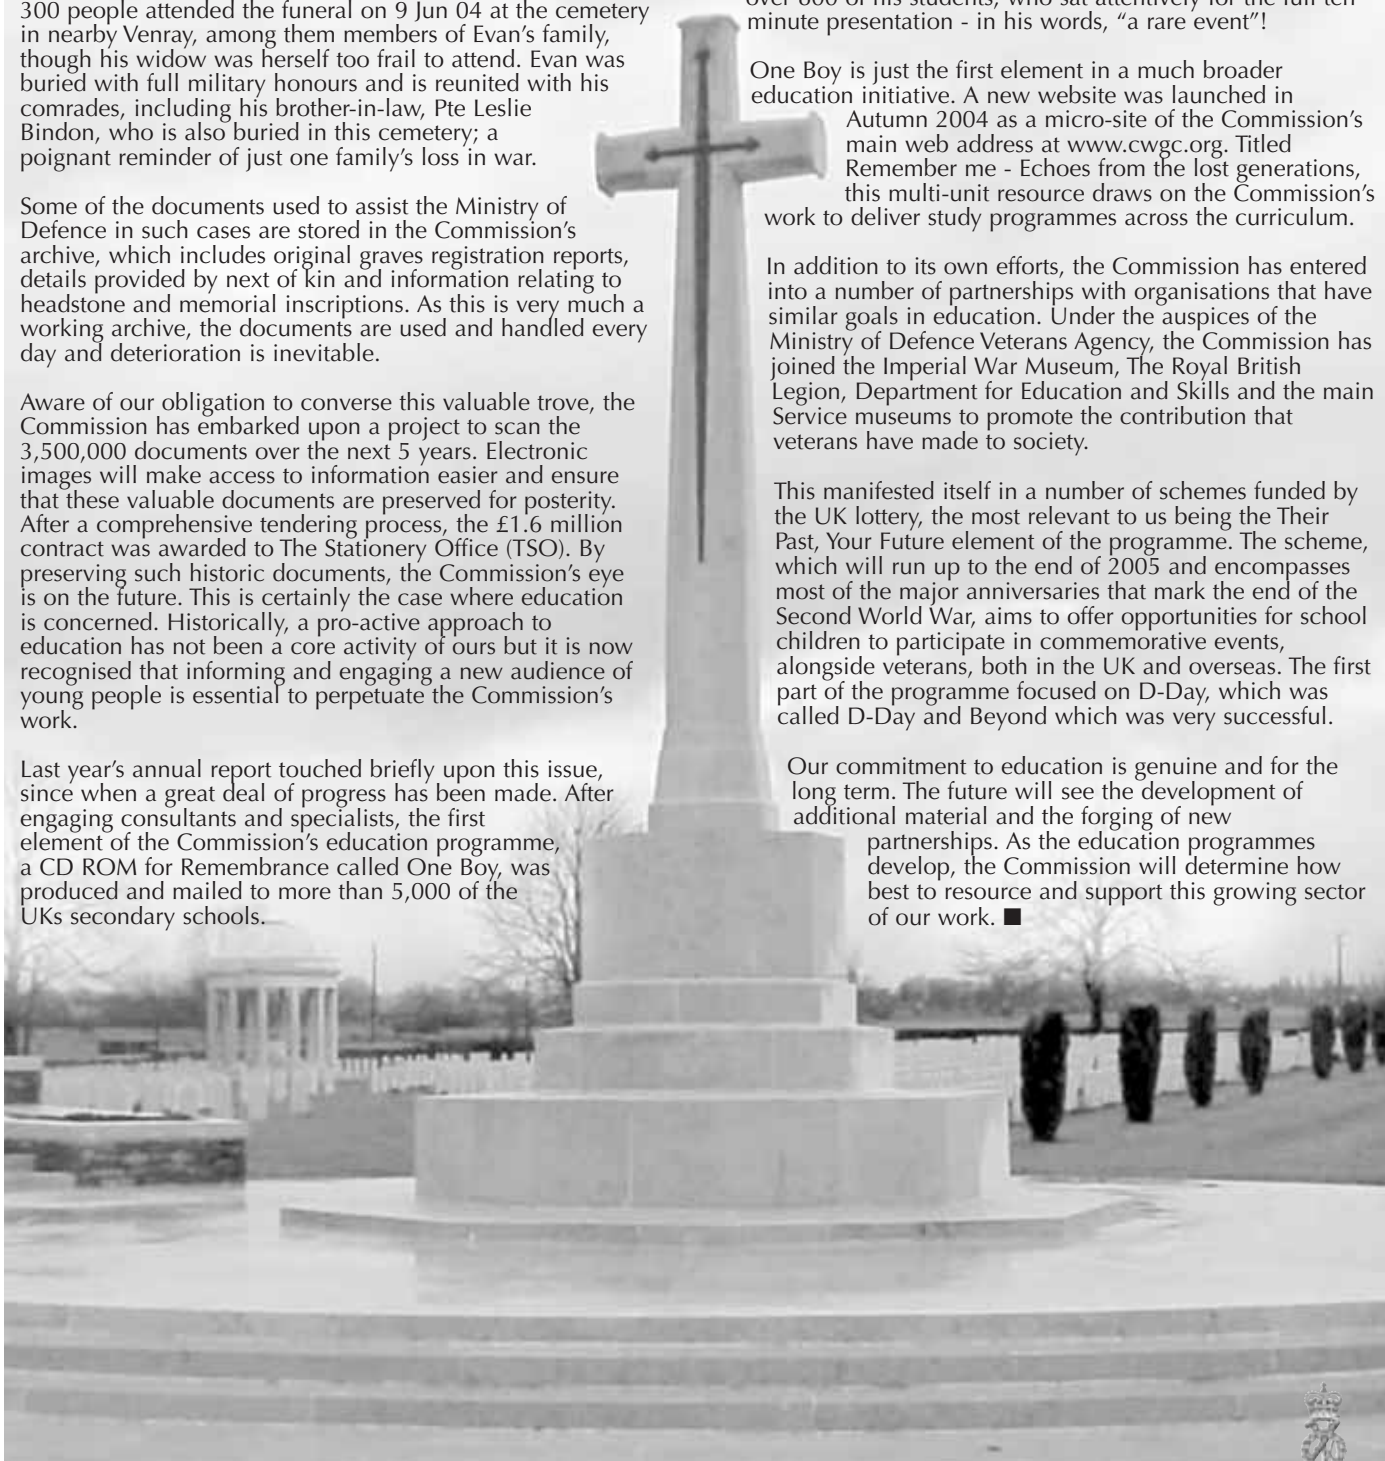 300 people attended the funeral on 9 Jun 04 at the cemetery
in nearby Venray, among them members of Evan's family,
though his widow was herself too frail to attend. Evan was
buried with full military honours and is reunited with his
comrades, including his brother-in-law, Pte Leslie
Bindon, who is also buried in this cemetery; a
poignant reminder of just one family's loss in war.
Some of the documents used to assist the Ministry of
Defence in such cases are stored in the Commission's
archive, which includes original graves registration reports,
details provided by next of kin and information relating to
headstone and memorial inscriptions. As this is very much a
working archive, the documents are used and handled every
day and deterioration is inevitable.
Aware of our obligation to converse this valuable trove, the
Commission has embarked upon a project to scan the
3,500,000 documents over the next 5 years. Electronic
images will make access to information easier and ensure
that these valuable documents are preserved for posterity.
After a comprehensive tendering process, the £1.6 million
contract was awarded to The Stationery Office (TSO). By
preserving such historic documents, the Commission's eye
is on the future. This is certainly the case where education
is concerned. Historically, a pro-active approach to
education has not been a core activity of ours but it is now
recognised that informing and engaging a new audience of
young people is essential to perpetuate the Commission's
work.
Last year's annual report touched briefly upon this issue,
since when a great deal of progress has been made. After
engaging consultants and specialists, the first
element of the Commission's education programme,
a CD ROM for Remembrance called One Boy, was
produced and mailed to more than 5,000 of the
UKs secondary schools.
of his students, who sat attentively for the full ten
minute presentation - in his words, “a rare event”!
One Boy is just the first element in a much broader
education initiative. A new website was launched in
Autumn 2004 as a micro-site of the Commission's
main web address at www.cwgc.org. Titled
Remember me - Echoes from the lost generations,
this multi-unit resource draws on the Commission's
work to deliver study programmes across the curriculum.
In addition to its own efforts, the Commission has entered
into a number of partnerships with organisations that have
similar goals in education. Under the auspices of the
Ministry of Defence Veterans Agency, the Commission has
joined the Imperial War Museum, The Royal British
Legion, Department for Education and Skills and the main
Service museums to promote the contribution that
veterans have made to society.
This manifested itself in a number of schemes funded by
the UK lottery, the most relevant to us being the Their
Past, Your Future element of the programme. The scheme,
which will run up to the end of 2005 and encompasses
most of the major anniversaries that mark the end of the
Second World War, aims to offer opportunities for school
children to participate in commemorative events,
alongside veterans, both in the UK and overseas. The first
part of the programme focused on D-Day, which was
called D-Day and Beyond which was very successful.
Our commitment to education is genuine and for the
long term. The future will see the development of
additional material and the forging of new
partnerships. As the education programmes
develop, the Commission will determine how
best to resource and support this growing sector
of our work. ■